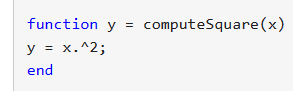 function y = computeSquare(x)
y = x.^2;
end